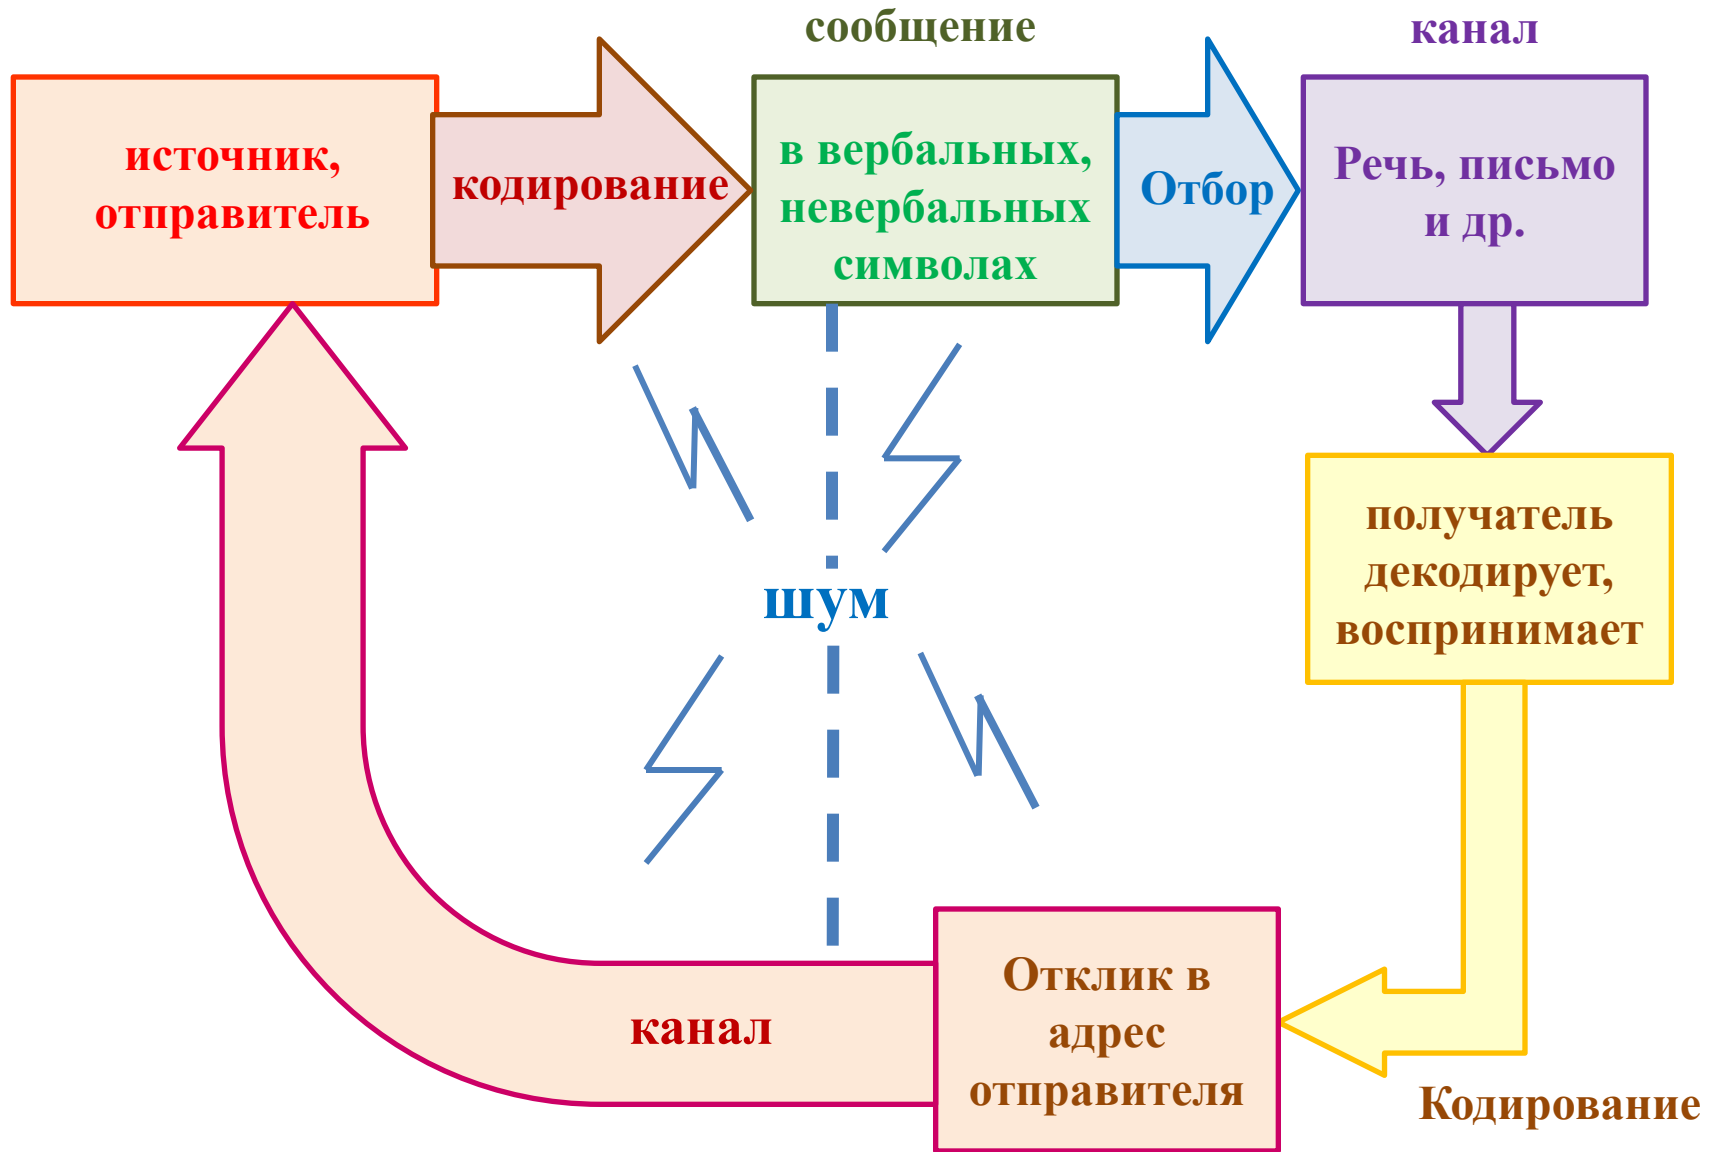 сообщение
канал
источник,
отправитель
кодирование
в вербальных,
невербальных
символах
Отбор
Речь, письмо
и др.
получатель
декодирует,
воспринимает
шум
Отклик в
адрес
отправителя
канал
Кодирование